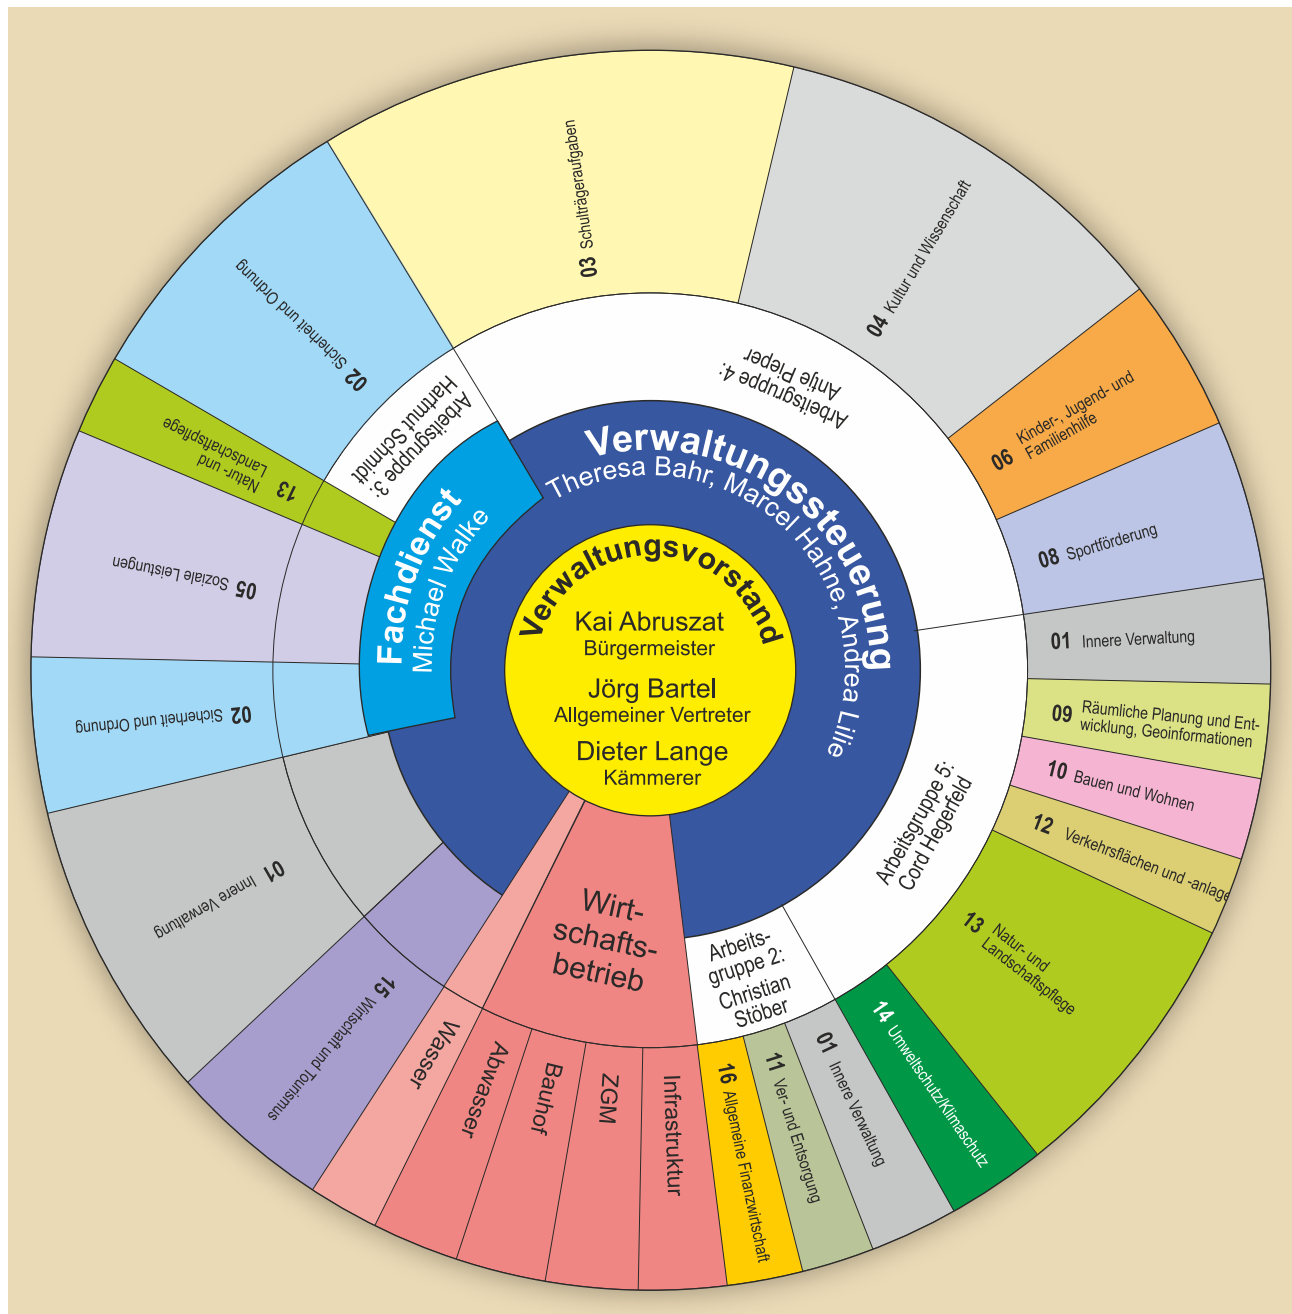 Verwaltungsvorstand
Kai Abruszat
Bürgermeister
Jörg Bartel
Allgemeiner Vertreter
Dieter Lange
Kämmerer
Verwaltungssteuerung
Theresa Bahr, Marcel Hahne, Andrea Lilie
Fachdienst
Michael Walke
Arbeitsgruppe 3:
Hartmut Schmidt
Arbeitsgruppe 4:
Antje Pieper
Arbeitsgruppe 5:
Cord Hegerfeld
Arbeits-
gruppe 2:
Christian
Stöber
Wirt-
schafts-
betrieb
03 Schulträgeraufgaben
04 Kultur und Wissenschaft
06 Kinder-, Jugend- und
Familienhilfe
08 Sportförderung
01 Innere Verwaltung
09 Räumliche Planung und Ent-
wicklung, Geoinformationen
10 Bauen und Wohnen
12 Verkehrsflächen und -anlage
13 Natur- und
Landschaftspflege
14 Umweltschutz/Klimaschutz
01 Innere Verwaltung
11 Ver- und Entsorgung
16 Allgemeine Finanzwirtschaft
Infrastruktur
ZGM
Bauhof
Abwasser
Wasser
15 Wirtschaft und Tourismus
01 Innere Verwaltung
02 Sicherheit und Ordnung
05 Soziale Leistungen
13 Natur- und
Landschaftspflege
02 Sicherheit und Ordnung